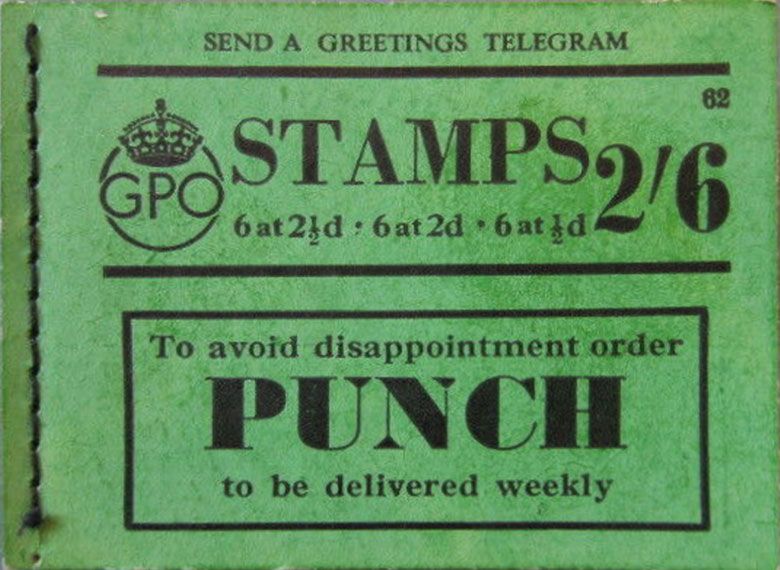 SEND A GREETINGS TELEGRAM
62
GPO
STAMPS 2/6
6 at 2½d · 6 at 2d · 6 at ½d
To avoid disappointment order
PUNCH
to be delivered weekly